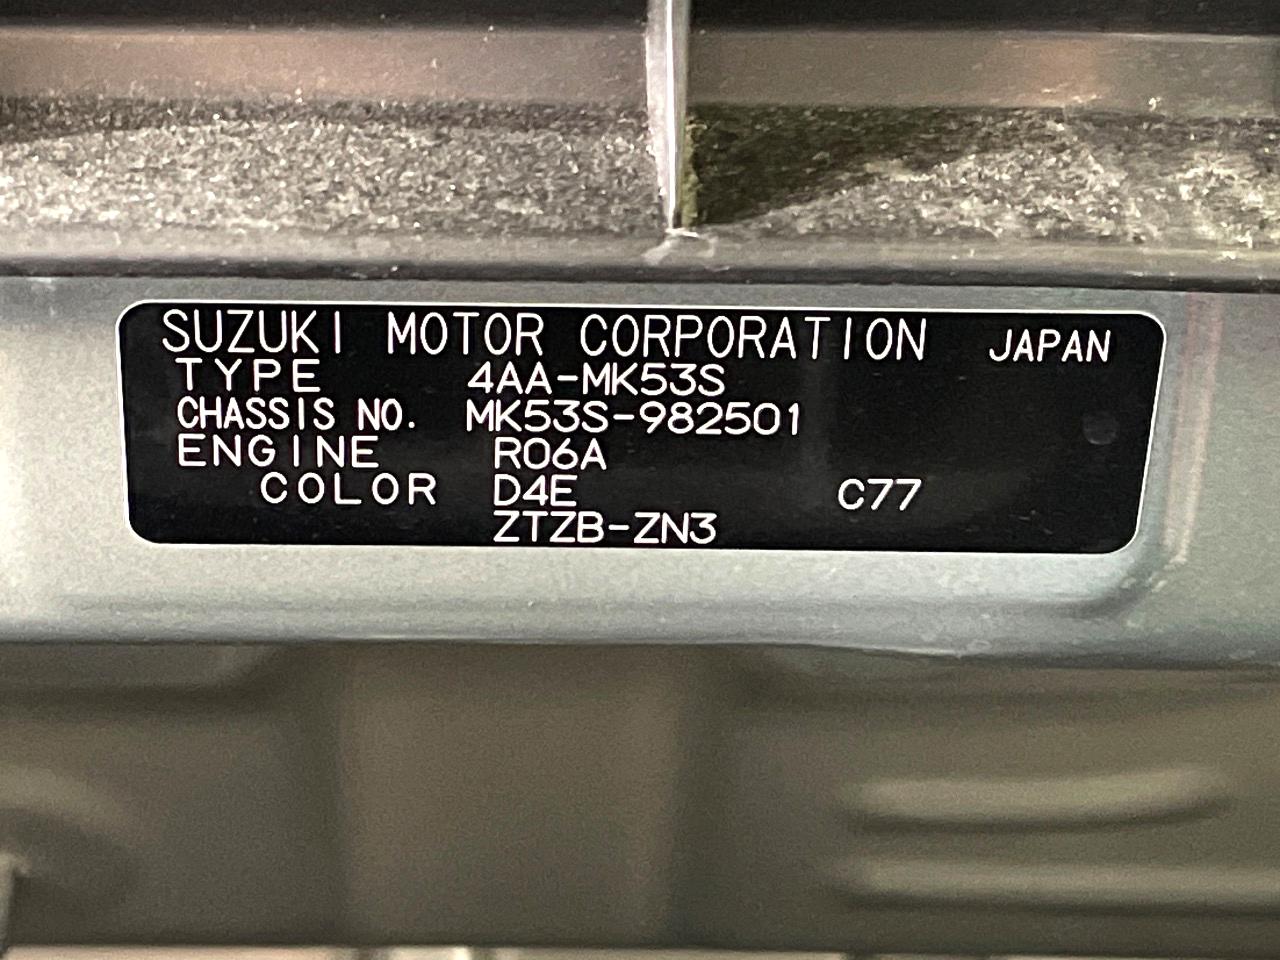 SUZUKI MOTOR CORPORATION JAPAN
TYPE 4AA-MK53S
CHASSIS NO. MK53S-982501
ENGINE R06A
COLOR D4E C77
ZTZB-ZN3